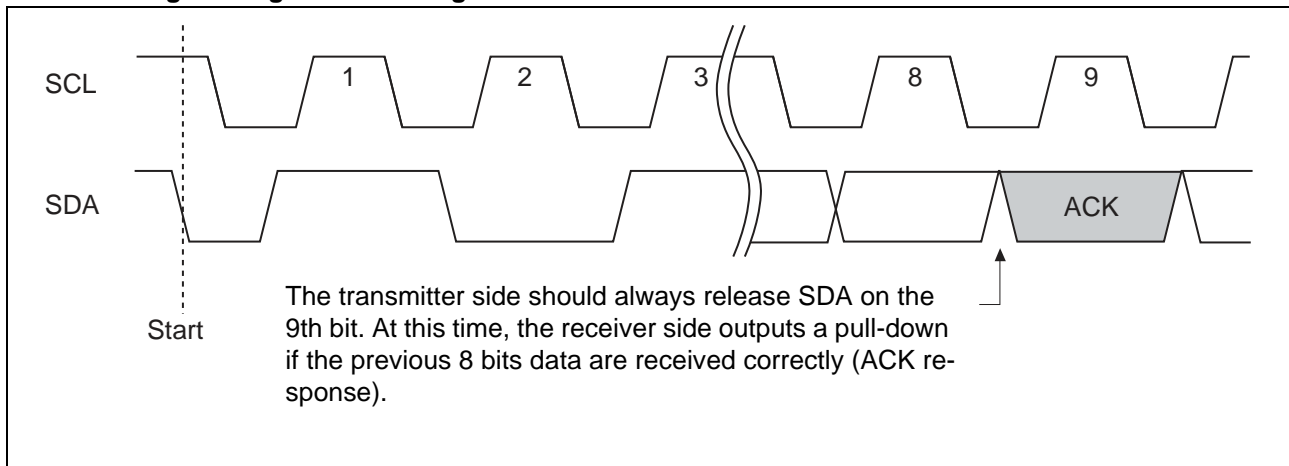 SCL
1
2
3
8
9
SDA
ACK
Start
The transmitter side should always release SDA on the
9th bit. At this time, the receiver side outputs a pull-down
if the previous 8 bits data are received correctly (ACK re-
sponse).